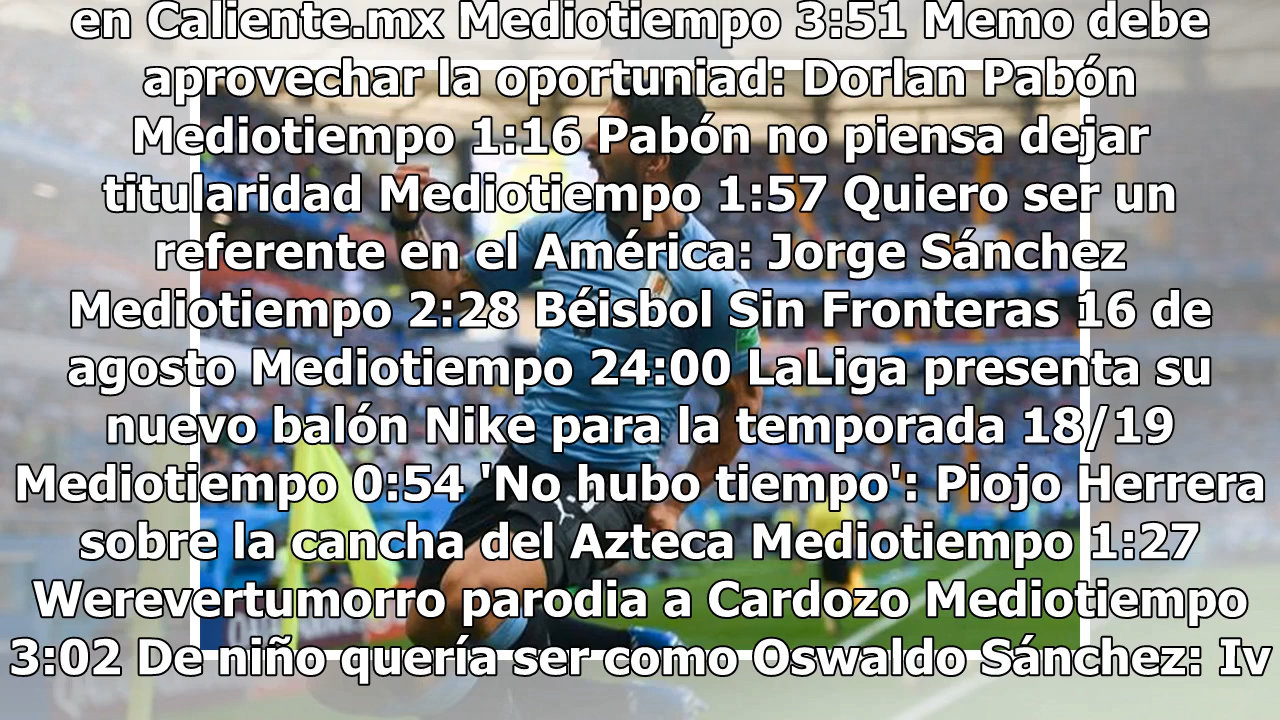 en Caliente.mx Mediotiempo 3:51 Memo debe
aprovechar la oportuniad: Dorlan Pabón
Mediotiempo 1:16 Pabón no piensa dejar
titularidad Mediotiempo 1:57 Quiero ser un
referente en el América: Jorge Sánchez
Mediotiempo 2:28 Béisbol Sin Fronteras 16 de
agosto Mediotiempo 24:00 LaLiga presenta su
nuevo balón Nike para la temporada 18/19
Mediotiempo 0:54 'No hubo tiempo': Piojo Herrera
sobre la cancha del Azteca Mediotiempo 1:27
Werevertumorro parodia a Cardozo Mediotiempo
3:02 De niño quería ser como Oswaldo Sánchez: Iv